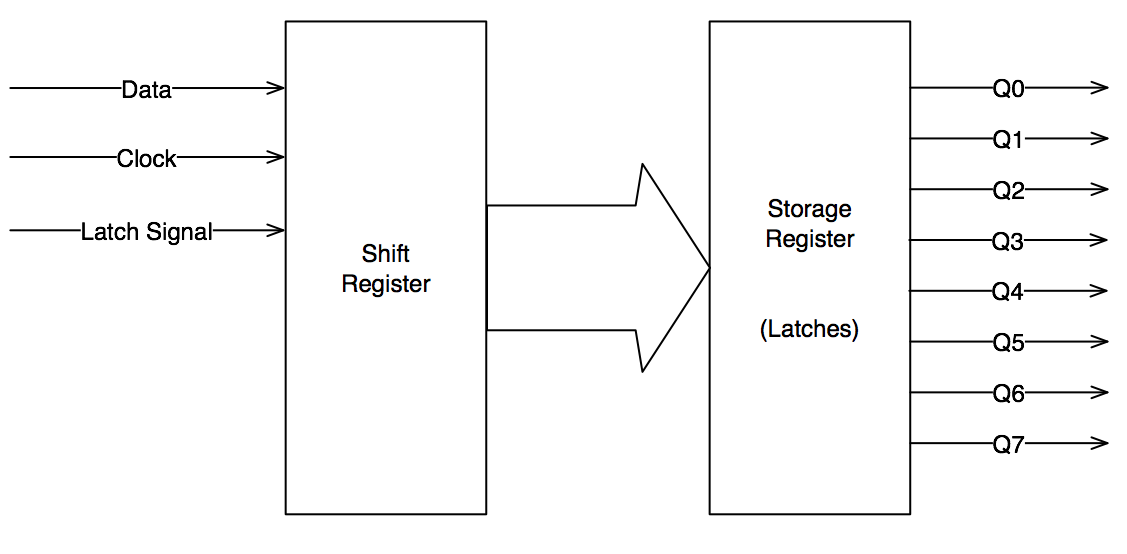 Data
Clock
Latch Signal
Shift
Register
Storage
Register
(Latches)
Q0
Q1
Q2
Q3
Q4
Q5
Q6
Q7